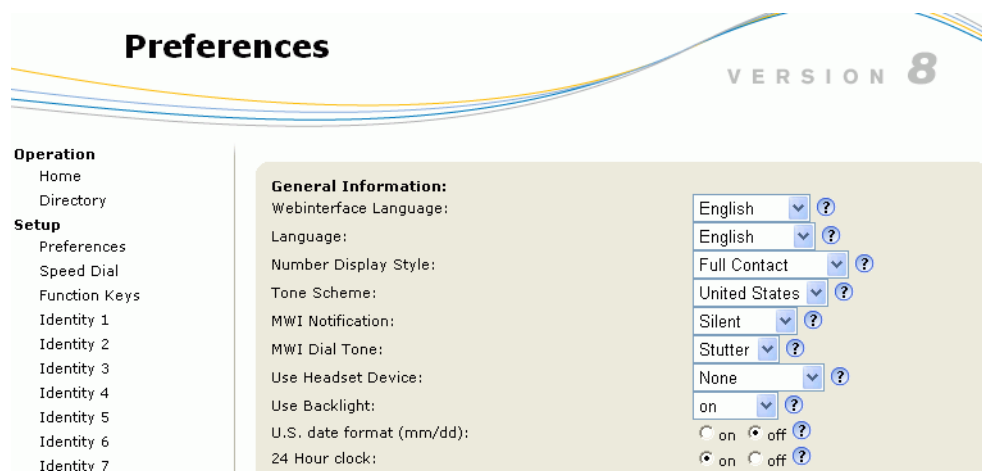 Preferences
VERSION 8
Operation
Home
Directory
Setup
Preferences
Speed Dial
Function Keys
Identity 1
Identity 2
Identity 3
Identity 4
Identity 5
Identity 6
Identity 7
General Information:
Webinterface Language: English ?
Language: English ?
Number Display Style: Full Contact ?
Tone Scheme: United States ?
MWI Notification: Silent ?
MWI Dial Tone: Stutter ?
Use Headset Device: None ?
Use Backlight: on ?
U.S. date format (mm/dd): on off ?
24 Hour clock: on off ?